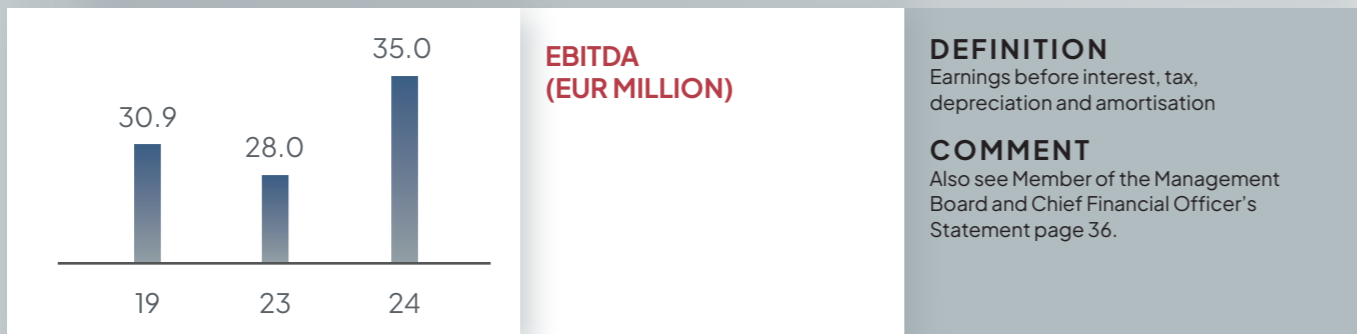 30.9
28.0
35.0
19
23
24
EBITDA
(EUR MILLION)
DEFINITION
Earnings before interest, tax,
depreciation and amortisation
COMMENT
Also see Member of the Management
Board and Chief Financial Officer's
Statement page 36.